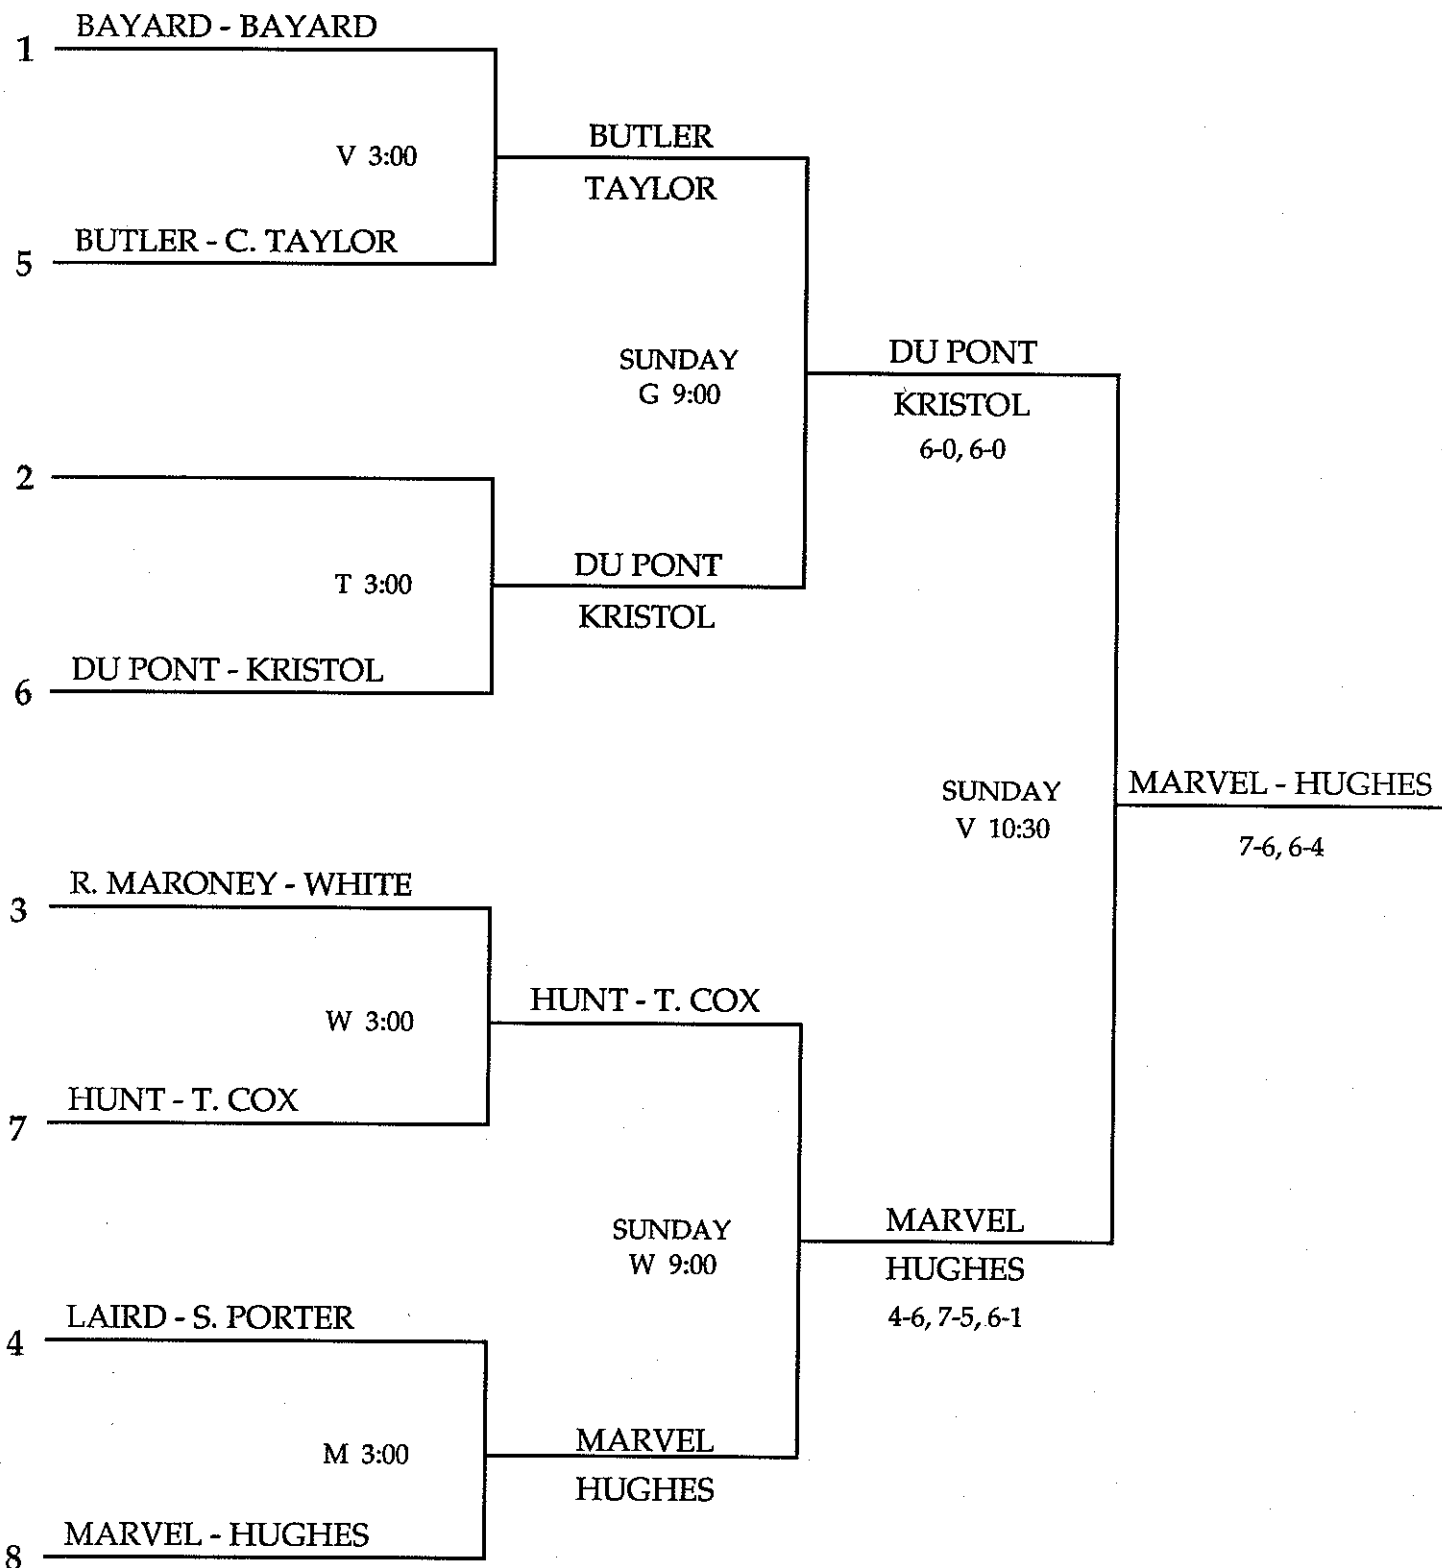 BAYARD - BAYARD
1
V 3:00
BUTLER
TAYLOR
BUTLER - C. TAYLOR
5
SUNDAY
G 9:00
DU PONT
KRISTOL
6-0, 6-0
2
T 3:00
DU PONT
KRISTOL
DU PONT - KRISTOL
6
SUNDAY
V 10:30
MARVEL - HUGHES
7-6, 6-4
R. MARONEY - WHITE
3
W 3:00
HUNT - T. COX
HUNT - T. COX
7
SUNDAY
W 9:00
MARVEL
HUGHES
4-6, 7-5, 6-1
LAIRD - S. PORTER
4
M 3:00
MARVEL
HUGHES
MARVEL - HUGHES
8